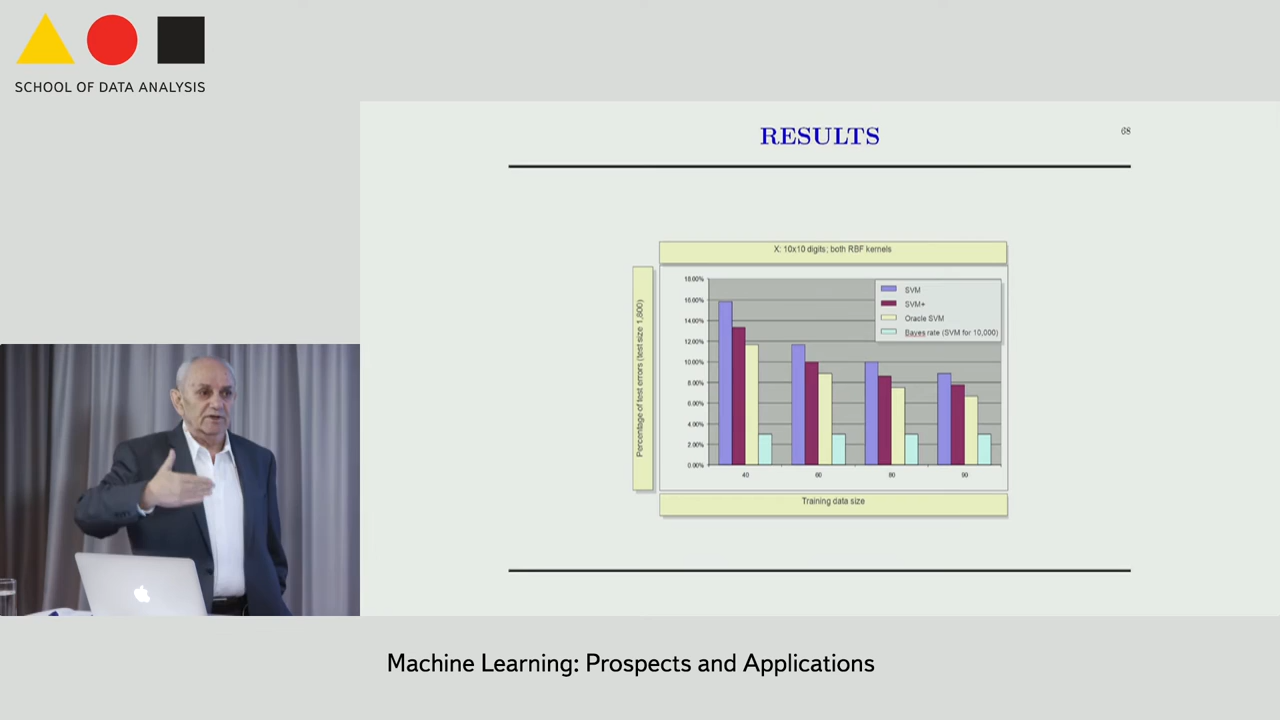 SCHOOL OF DATA ANALYSIS
RESULTS
68
X: 10x10 digits; both RBF kernels
Percentage of test errors (test size 1,800)
18.00%
16.00%
14.00%
12.00%
10.00%
8.00%
6.00%
4.00%
2.00%
0.00%
SVM
SVM+
Oracle SVM
Bayes rate (SVM for 10,000)
40 60 80 90
Training data size
Machine Learning: Prospects and Applications